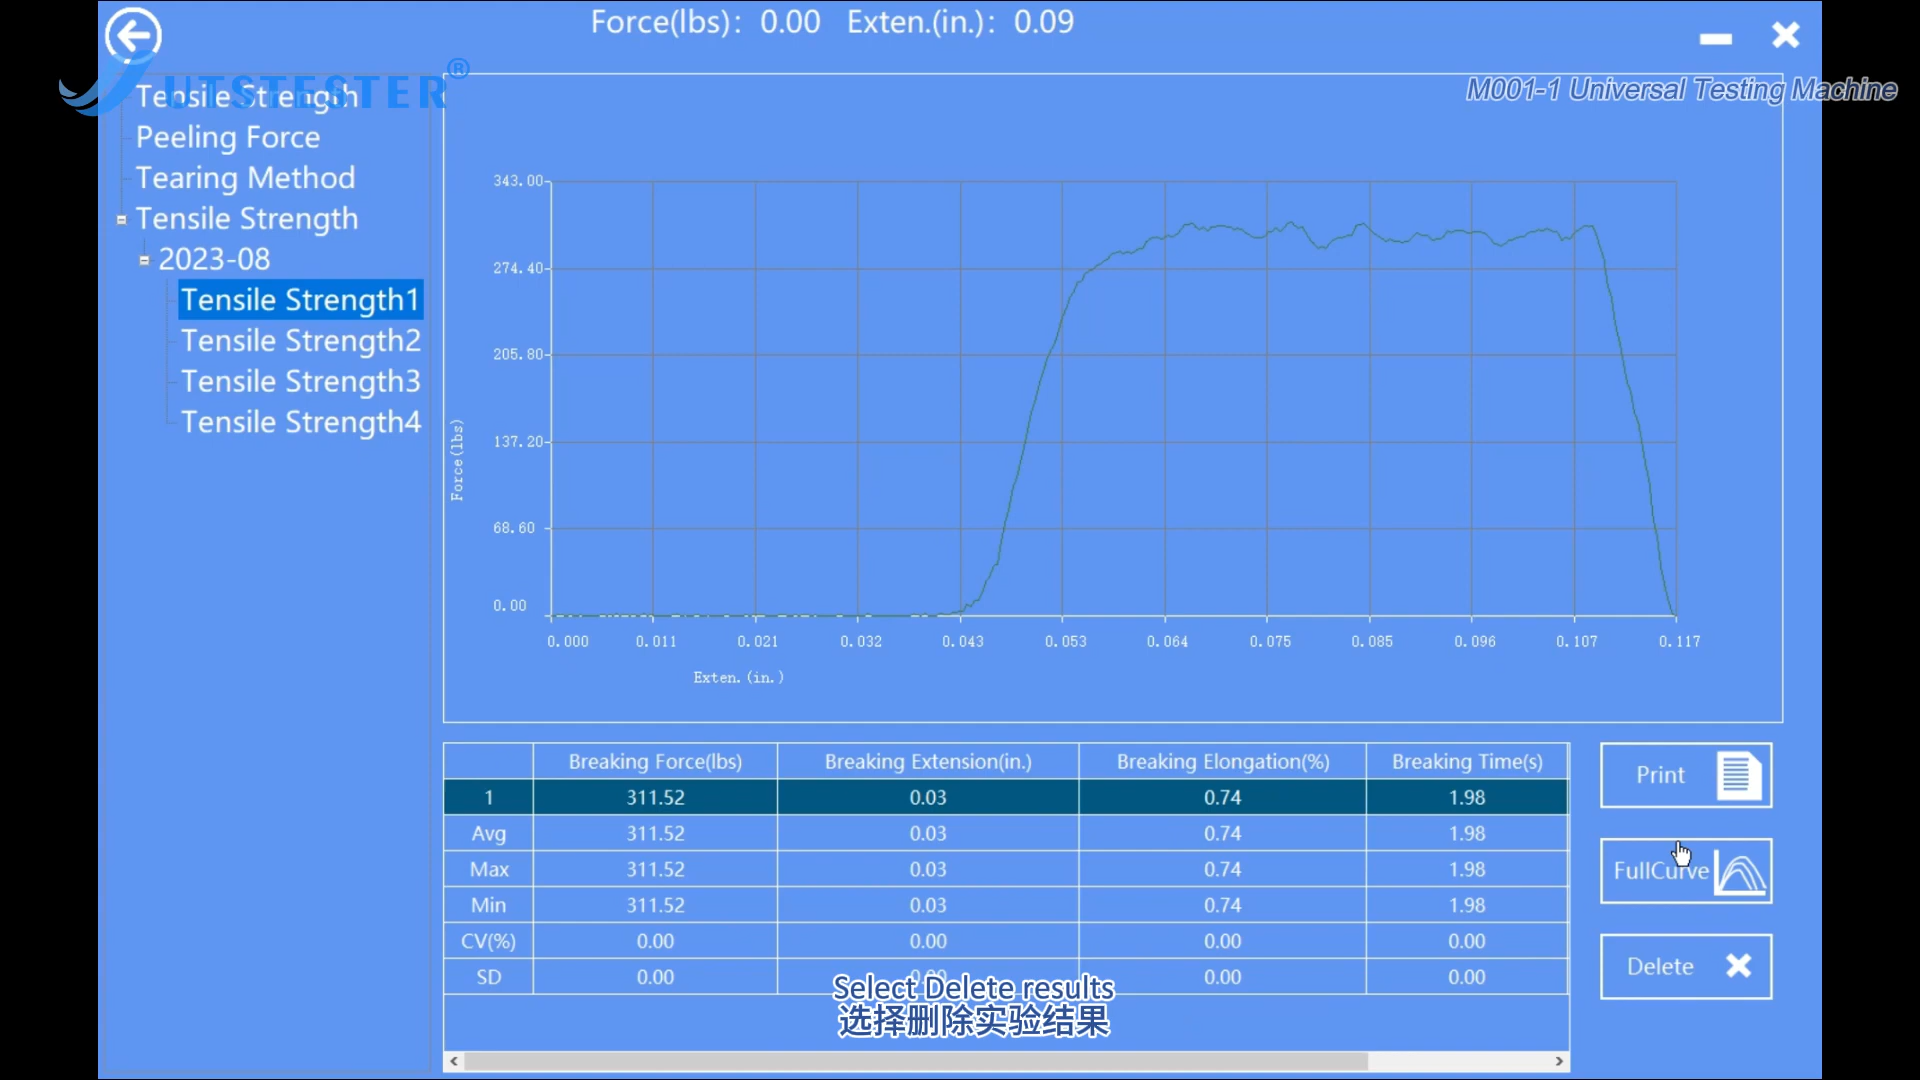 Force(lbs): 0.00 Exten.(in.): 0.09
UTSTESTER®
M001-1 Universal Testing Machine
Tensile Strength
Peeling Force
Tearing Method
Tensile Strength
2023-08
Tensile Strength1
Tensile Strength2
Tensile Strength3
Tensile Strength4
343.00
274.40
205.80
137.20
68.60
0.00
Force(lbs)
0.000 0.011 0.021 0.032 0.043 0.053 0.064 0.075 0.085 0.096 0.107 0.117
Exten.(in.)
Breaking Force(lbs) Breaking Extension(in.) Breaking Elongation(%) Breaking Time(s)
1 311.52 0.03 0.74 1.98
Avg 311.52 0.03 0.74 1.98
Max 311.52 0.03 0.74 1.98
Min 311.52 0.03 0.74 1.98
CV(%) 0.00 0.00 0.00 0.00
SD 0.00 0.00 0.00 0.00
Print
FullCurve
Delete
Select Delete results
选择删除实验结果